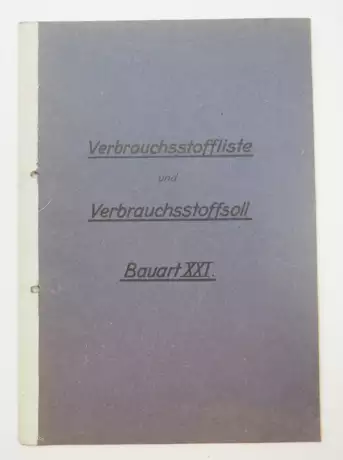 Verbrauchsstoffliste
und
Verbrauchsstoffsoll
Bauart XXI.